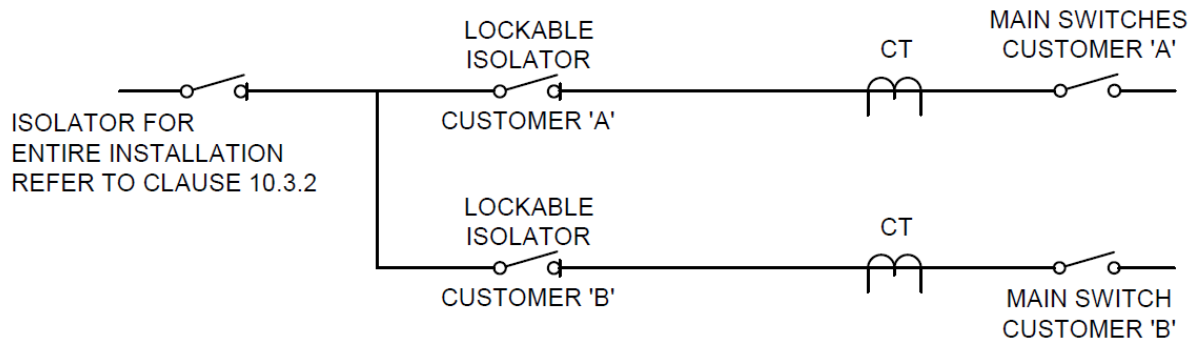 LOCKABLE
ISOLATOR
CT
MAIN SWITCHES
CUSTOMER 'A'
CUSTOMER 'A'
ISOLATOR FOR
ENTIRE INSTALLATION
REFER TO CLAUSE 10.3.2
LOCKABLE
ISOLATOR
CT
CUSTOMER 'B'
MAIN SWITCH
CUSTOMER 'B'